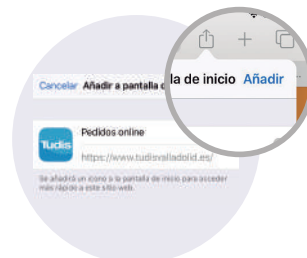 Cancelar Añadir a pantalla d
la de inicio Añadir
Tudis
Pedidos online
https://www.tudisvalladolid.es/
Se añadirá un icono a la pantalla de inicio para acceder
más rápido a este sitio web.